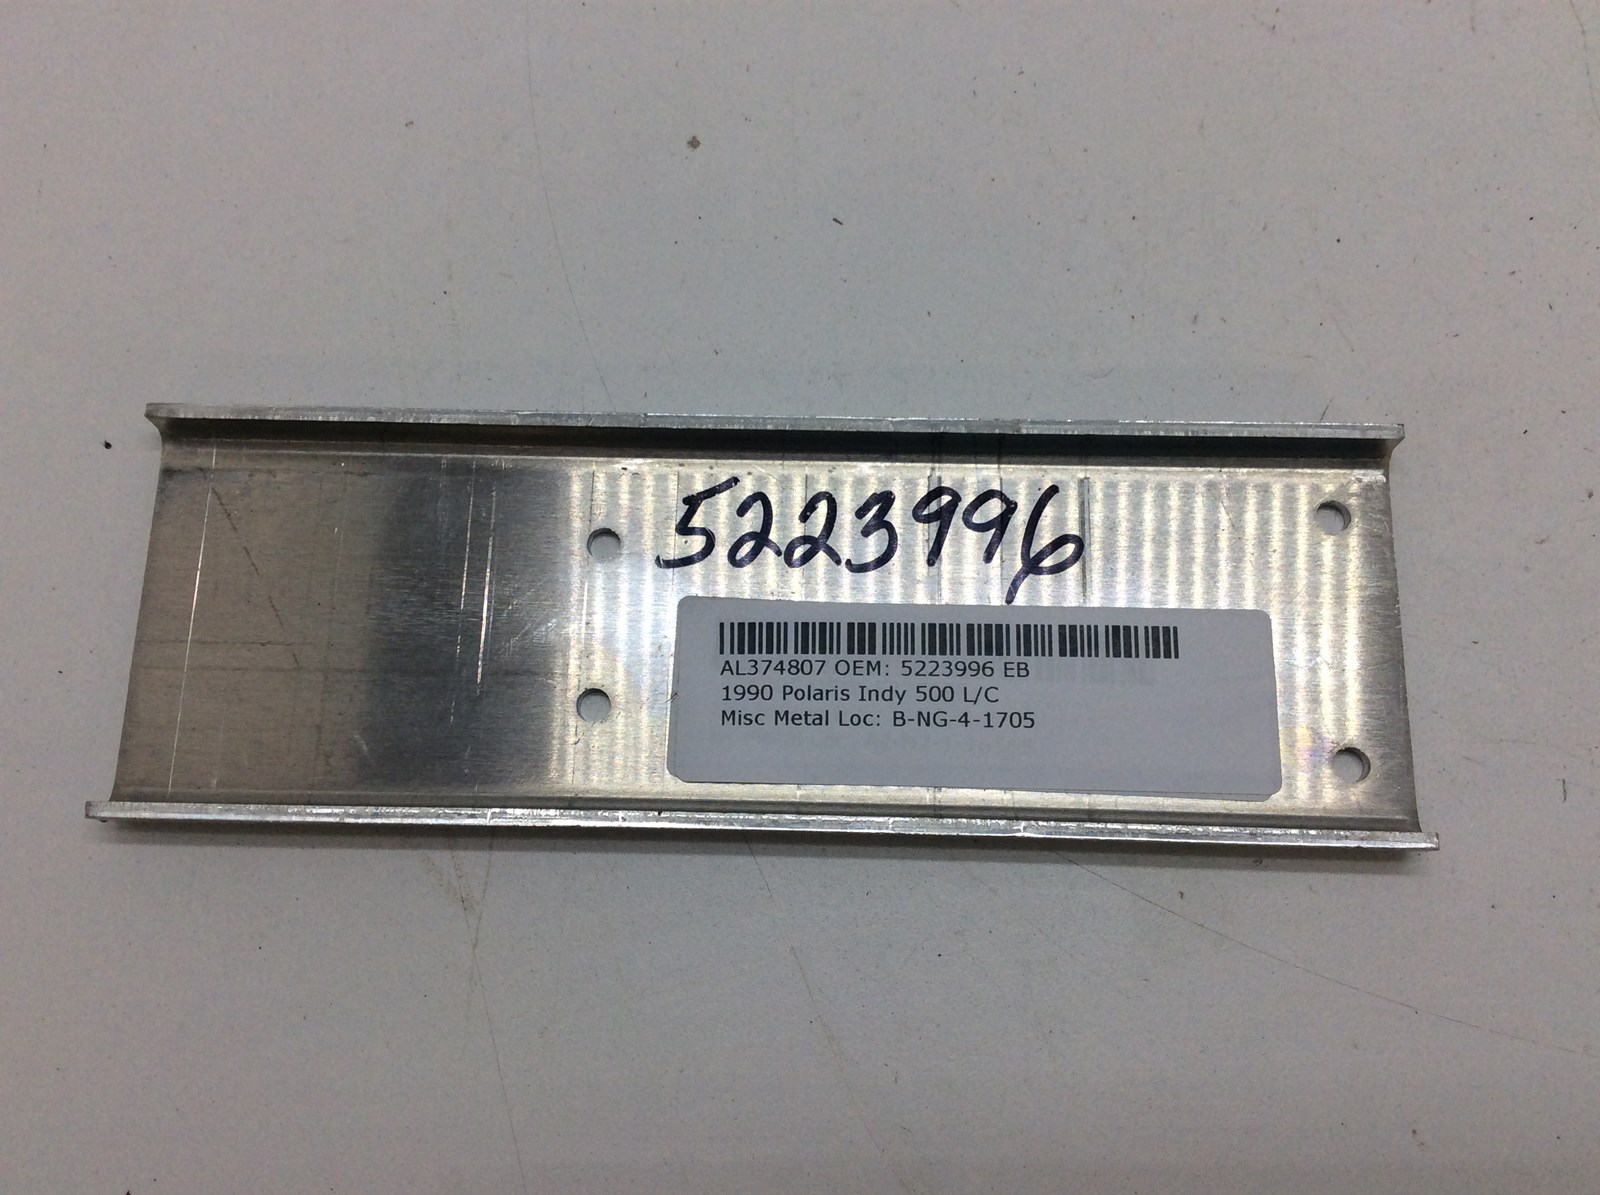 5223996
AL374807 OEM: 5223996 EB
1990 Polaris Indy 500 L/C
Misc Metal Loc: B-NG-4-1705